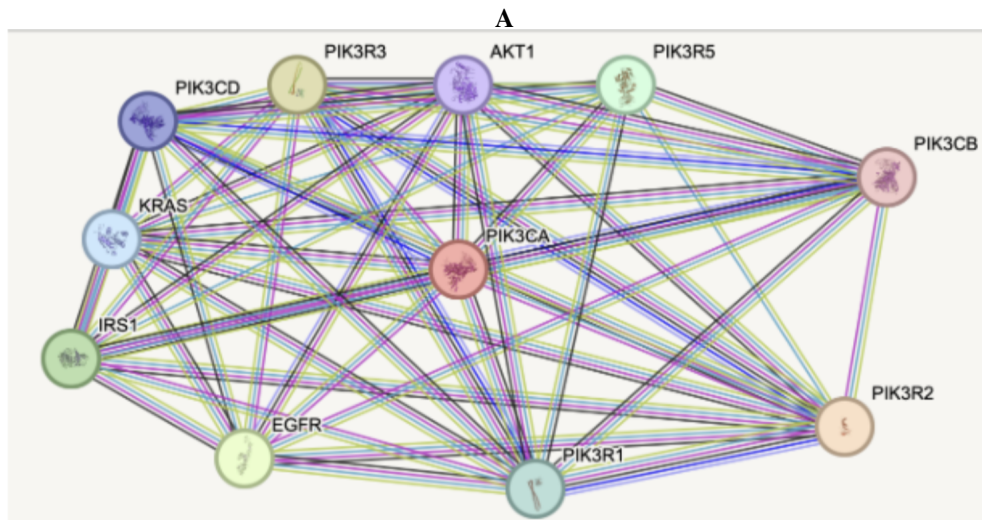 A
PIK3R3
AKT1
PIK3R5
PIK3CD
PIK3CB
KRAS
PIK3CA
IRS1
PIK3R2
EGFR
PIK3R1